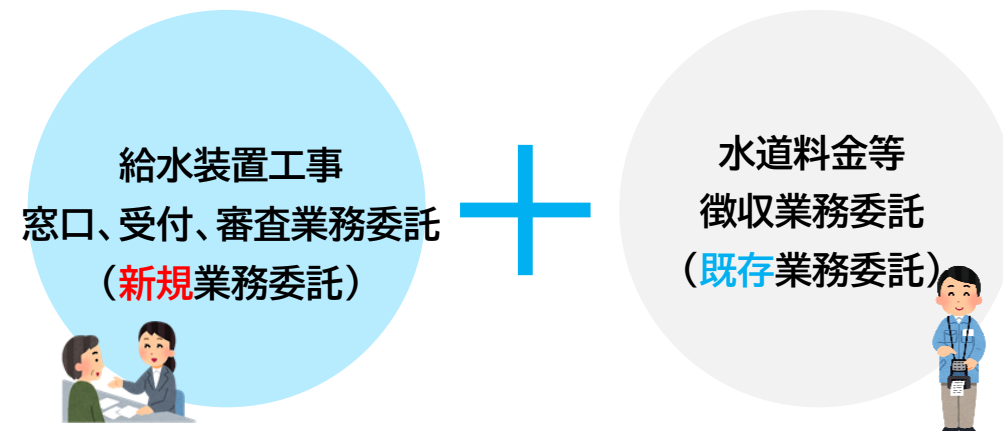 給水装置工事
窓口、受付、審査業務委託
（新規業務委託）
水道料金等
徴収業務委託
（既存業務委託）